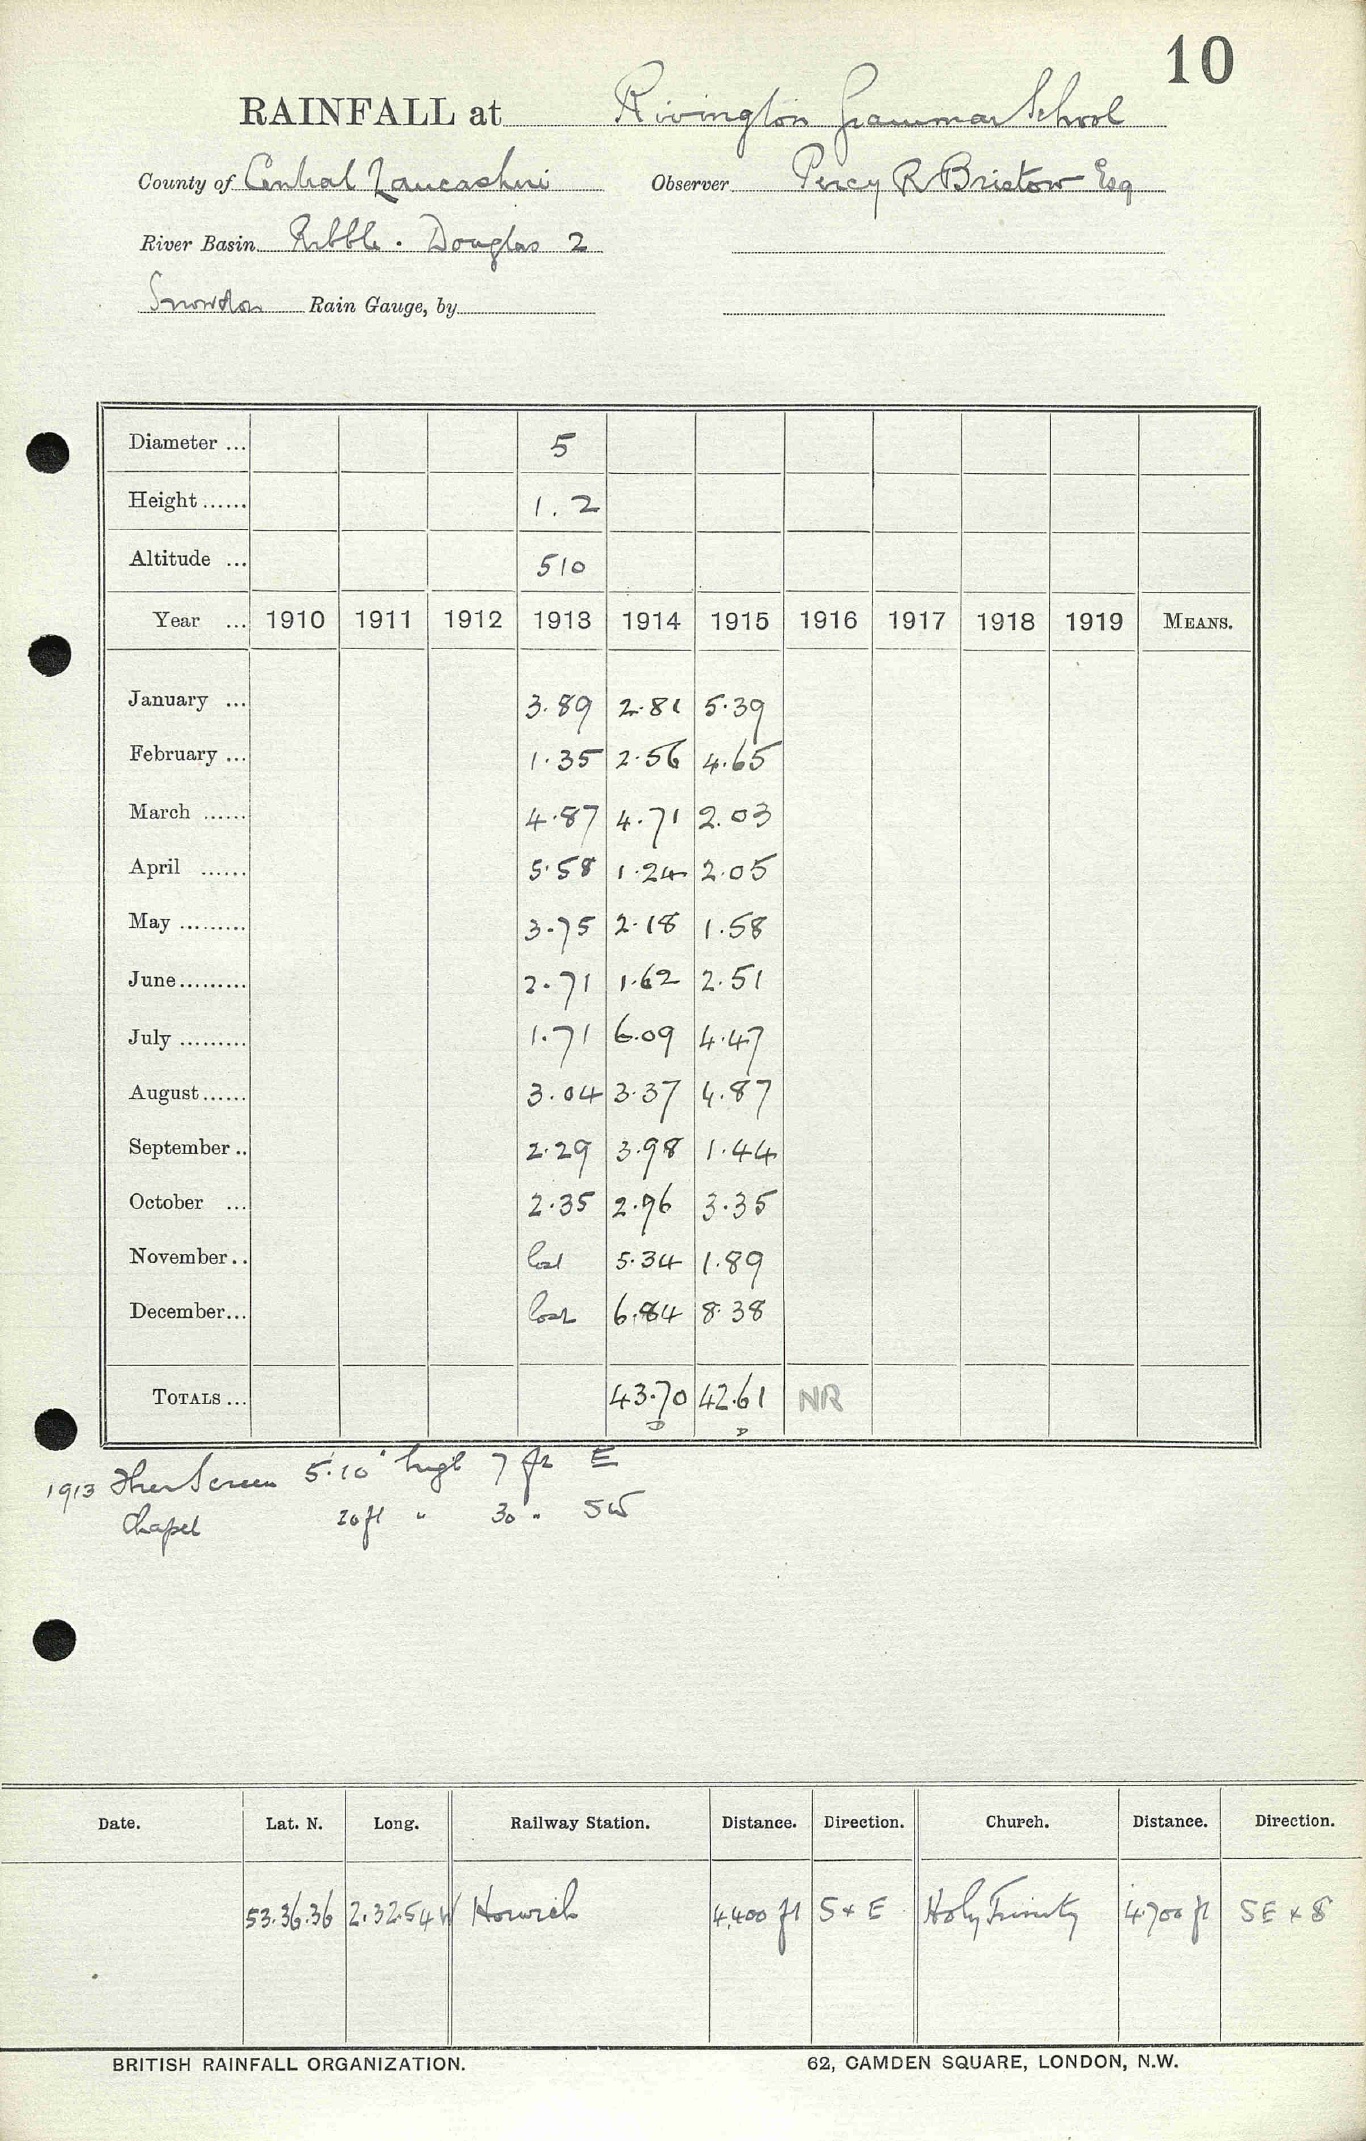 10
RAINFALL at Rivington Grammar School
County of Central Lancashire Observer Percy R Bristow Esq
River Basin Ribble. Douglas 2
Snowdon Rain Gauge, by
Diameter ... 5
Height ...... 1.2
Altitude ... 510
Year ... 1910 1911 1912 1913 1914 1915 1916 1917 1918 1919 MEANS.
January ... 3.89 2.81 5.39
February ... 1.35 2.56 4.65
March ...... 4.87 4.71 2.03
April ...... 5.58 1.24 2.05
May ......... 3.75 2.18 1.58
June ......... 2.71 1.62 2.51
July ......... 1.71 6.09 4.47
August ...... 3.04 3.37 4.87
September .. 2.29 3.98 1.44
October ... 2.35 2.96 3.35
November .. lost 5.34 1.89
December ... lost 6.84 8.38
TOTALS ... 43.70 42.61 NR
D D
1913 Ther Screen 5.10" high 7 ft E
Chapel 20ft " 30 " SW
Date. Lat. N. Long. Railway Station. Distance. Direction. Church. Distance. Direction.
53.36.36 2.32.54 W Horwich 4,400 ft S x E Holy Trinity 4,700 ft SE x S
BRITISH RAINFALL ORGANIZATION. 62, CAMDEN SQUARE, LONDON, N.W.